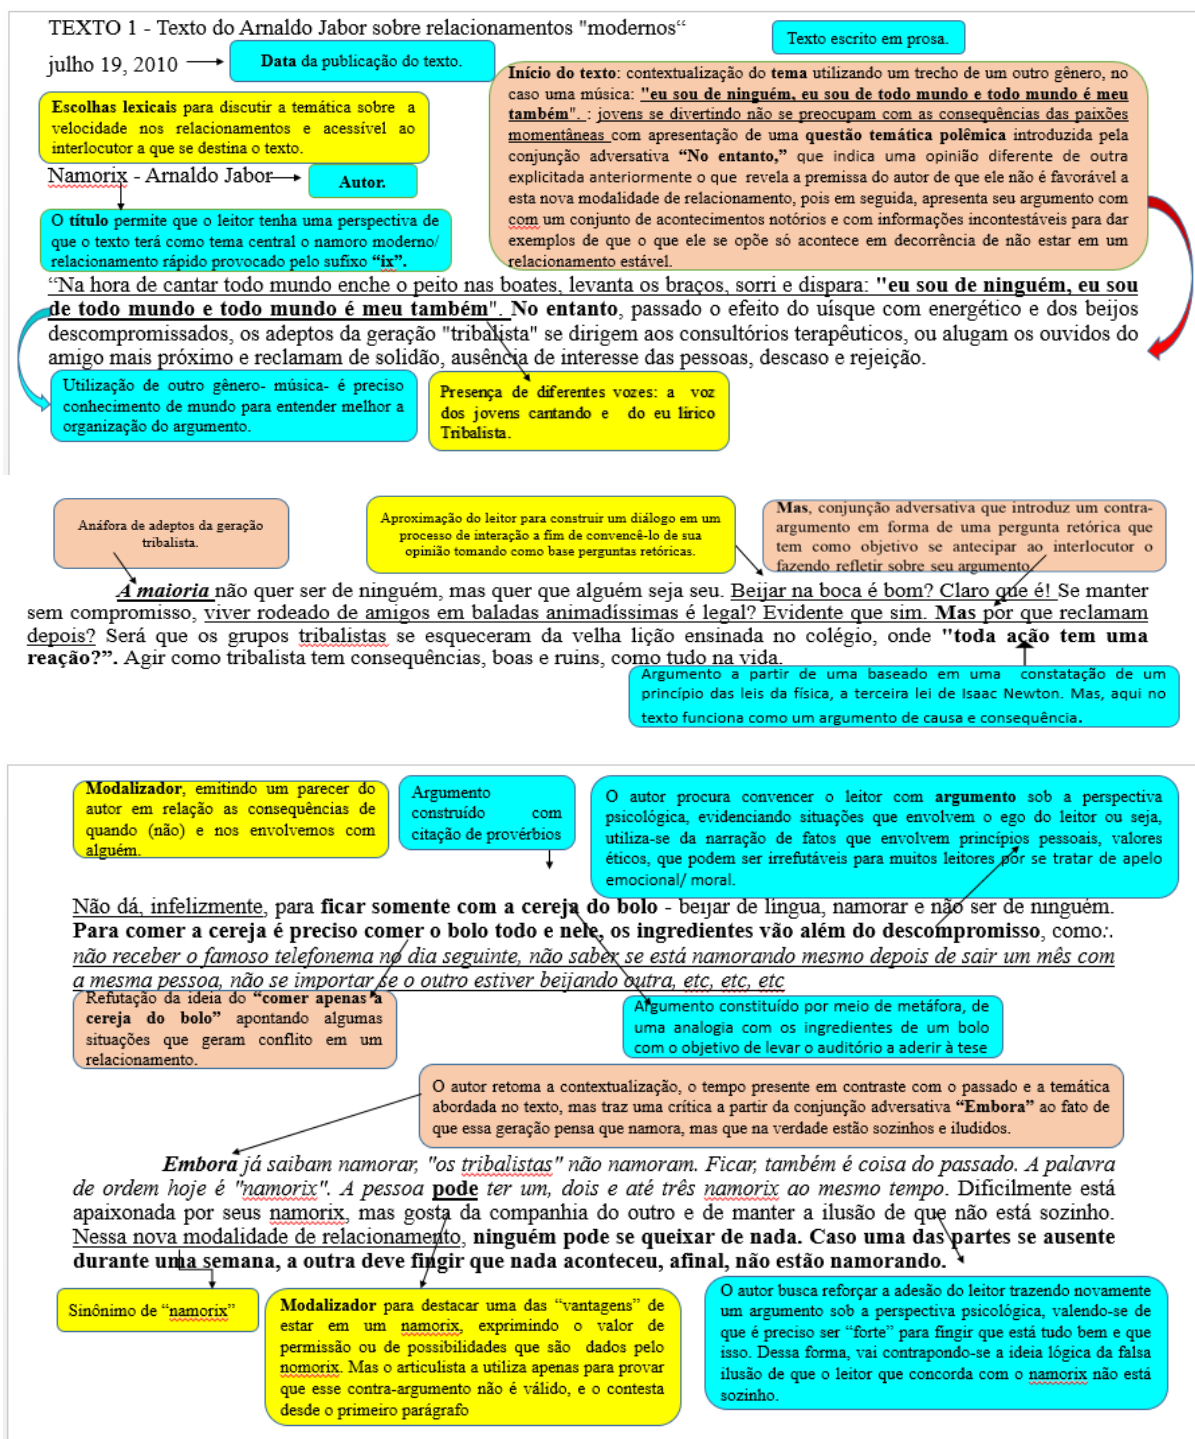 TEXTO 1 - Texto do Arnaldo Jabor sobre relacionamentos "modernos“
Texto escrito em prosa.
julho 19, 2010
Data da publicação do texto.
Início do texto: contextualização do tema utilizando um trecho de um outro gênero, no
caso uma música: "eu sou de ninguém, eu sou de todo mundo e todo mundo é meu
também". : jovens se divertindo não se preocupam com as consequências das paixões
momentâneas com apresentação de uma questão temática polêmica introduzida pela
conjunção adversativa “No entanto,” que indica uma opinião diferente de outra
explicitada anteriormente o que revela a premissa do autor de que ele não é favorável a
esta nova modalidade de relacionamento, pois em seguida, apresenta seu argumento com
com um conjunto de acontecimentos notórios e com informações incontestáveis para dar
exemplos de que o que ele se opõe só acontece em decorrência de não estar em um
relacionamento estável.
Escolhas lexicais para discutir a temática sobre a
velocidade nos relacionamentos e acessível ao
interlocutor a que se destina o texto.
Namorix - Arnaldo Jabor
Autor.
O título permite que o leitor tenha uma perspectiva de
que o texto terá como tema central o namoro moderno/
relacionamento rápido provocado pelo sufixo “ix”.
“Na hora de cantar todo mundo enche o peito nas boates, levanta os braços, sorri e dispara: "eu sou de ninguém, eu sou
de todo mundo e todo mundo é meu também". No entanto, passado o efeito do uísque com energético e dos beijos
descompromissados, os adeptos da geração "tribalista" se dirigem aos consultórios terapêuticos, ou alugam os ouvidos do
amigo mais próximo e reclamam de solidão, ausência de interesse das pessoas, descaso e rejeição.
Utilização de outro gênero- música- é preciso
conhecimento de mundo para entender melhor a
organização do argumento.
Presença de diferentes vozes: a voz
dos jovens cantando e do eu lírico
Tribalista.
Anáfora de adeptos da geração
tribalista.
Aproximação do leitor para construir um diálogo em um
processo de interação a fim de convencê-lo de sua
opinião tomando como base perguntas retóricas.
Mas, conjunção adversativa que introduz um contra-
argumento em forma de uma pergunta retórica que
tem como objetivo se antecipar ao interlocutor o
fazendo refletir sobre seu argumento.
A maioria não quer ser de ninguém, mas quer que alguém seja seu. Beijar na boca é bom? Claro que é! Se manter
sem compromisso, viver rodeado de amigos em baladas animadíssimas é legal? Evidente que sim. Mas por que reclamam
depois? Será que os grupos tribalistas se esqueceram da velha lição ensinada no colégio, onde "toda ação tem uma
reação?”. Agir como tribalista tem consequências, boas e ruins, como tudo na vida.
Argumento a partir de uma baseado em uma constatação de um
princípio das leis da física, a terceira lei de Isaac Newton. Mas, aqui no
texto funciona como um argumento de causa e consequência.
Modalizador, emitindo um parecer do
autor em relação as consequências de
quando (não) e nos envolvemos com
alguém.
Argumento
construído com
citação de provérbios
O autor procura convencer o leitor com argumento sob a perspectiva
psicológica, evidenciando situações que envolvem o ego do leitor ou seja,
utiliza-se da narração de fatos que envolvem princípios pessoais, valores
éticos, que podem ser irrefutáveis para muitos leitores por se tratar de apelo
emocional/ moral.
Não dá, infelizmente, para ficar somente com a cereja do bolo - beijar de língua, namorar e não ser de ninguém.
Para comer a cereja é preciso comer o bolo todo e nele, os ingredientes vão além do descompromisso, como:.
não receber o famoso telefonema no dia seguinte, não saber se está namorando mesmo depois de sair um mês com
a mesma pessoa, não se importar se o outro estiver beijando outra, etc, etc, etc
Refutação da ideia do “comer apenas a
cereja do bolo” apontando algumas
situações que geram conflito em um
relacionamento.
Argumento constituído por meio de metáfora, de
uma analogia com os ingredientes de um bolo
com o objetivo de levar o auditório a aderir à tese
O autor retoma a contextualização, o tempo presente em contraste com o passado e a temática
abordada no texto, mas traz uma crítica a partir da conjunção adversativa “Embora” ao fato de
que essa geração pensa que namora, mas que na verdade estão sozinhos e iludidos.
Embora já saibam namorar, "os tribalistas" não namoram. Ficar, também é coisa do passado. A palavra
de ordem hoje é "namorix". A pessoa pode ter um, dois e até três namorix ao mesmo tempo. Dificilmente está
apaixonada por seus namorix, mas gosta da companhia do outro e de manter a ilusão de que não está sozinho.
Nessa nova modalidade de relacionamento, ninguém pode se queixar de nada. Caso uma das partes se ausente
durante uma semana, a outra deve fingir que nada aconteceu, afinal, não estão namorando.
Sinônimo de “namorix”
Modalizador para destacar uma das “vantagens” de
estar em um namorix, exprimindo o valor de
permissão ou de possibilidades que são dados pelo
nomorix. Mas o articulista a utiliza apenas para provar
que esse contra-argumento não é válido, e o contesta
desde o primeiro parágrafo
O autor busca reforçar a adesão do leitor trazendo novamente
um argumento sob a perspectiva psicológica, valendo-se de
que é preciso ser “forte” para fingir que está tudo bem e que
isso. Dessa forma, vai contrapondo-se a ideia lógica da falsa
ilusão de que o leitor que concorda com o namorix não está
sozinho.